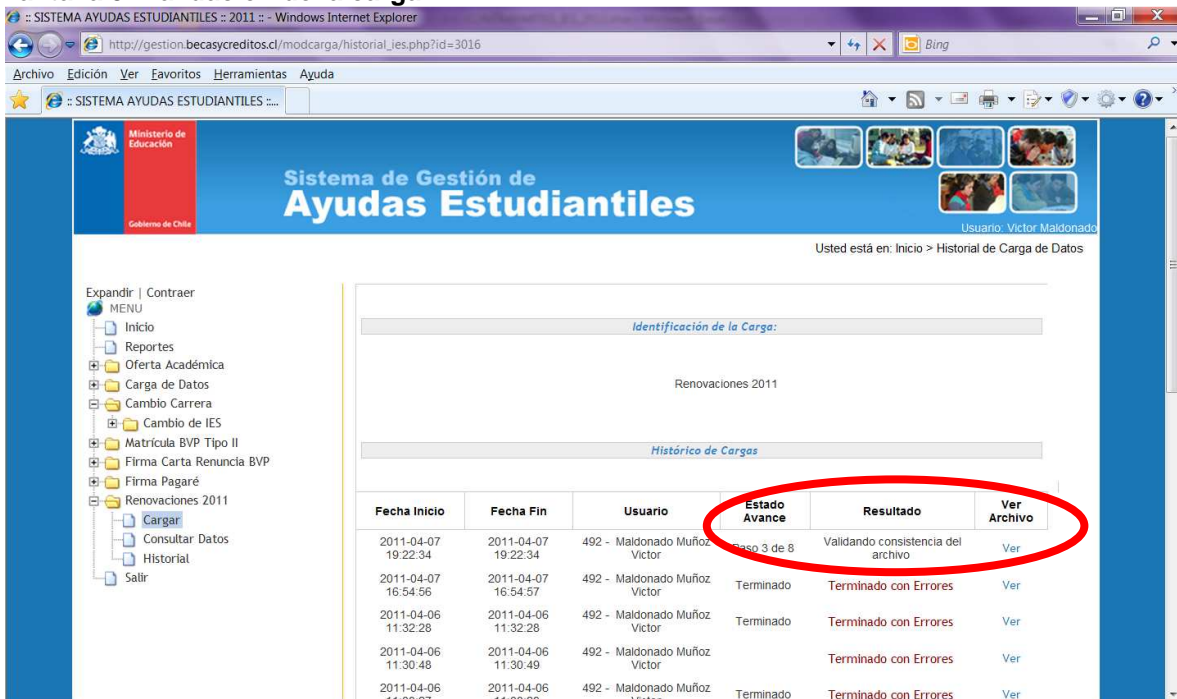 :: SISTEMA AYUDAS ESTUDIANTILES :: 2011 :: - Windows Internet Explorer
http://gestion.becasycreditos.cl/modcarga/historial_ies.php?id=3016
Bing
Archivo Edición Ver Favoritos Herramientas Ayuda
:: SISTEMA AYUDAS ESTUDIANTILES ::...
Ministerio de
Educación
Gobierno de Chile
Sistema de Gestión de
Ayudas Estudiantiles
Usuario: Victor Maldonado
Usted está en: Inicio > Historial de Carga de Datos
Expandir | Contraer
MENU
Inicio
Reportes
Oferta Académica
Carga de Datos
Cambio Carrera
Cambio de IES
Matrícula BVP Tipo II
Firma Carta Renuncia BVP
Firma Pagaré
Renovaciones 2011
Cargar
Consultar Datos
Historial
Salir
Identificación de la Carga:
Renovaciones 2011
Histórico de Cargas
Fecha Inicio Fecha Fin Usuario Estado Avance Resultado Ver Archivo
2011-04-07 19:22:34 2011-04-07 19:22:34 492 - Maldonado Muñoz Victor Paso 3 de 8 Validando consistencia del archivo Ver
2011-04-07 16:54:56 2011-04-07 16:54:57 492 - Maldonado Muñoz Victor Terminado Terminado con Errores Ver
2011-04-06 11:32:28 2011-04-06 11:32:28 492 - Maldonado Muñoz Victor Terminado Terminado con Errores Ver
2011-04-06 11:30:48 2011-04-06 11:30:49 492 - Maldonado Muñoz Victor Terminado con Errores Ver
2011-04-06 2011-04-06 492 - Maldonado Muñoz Terminado Terminado con Errores Ver